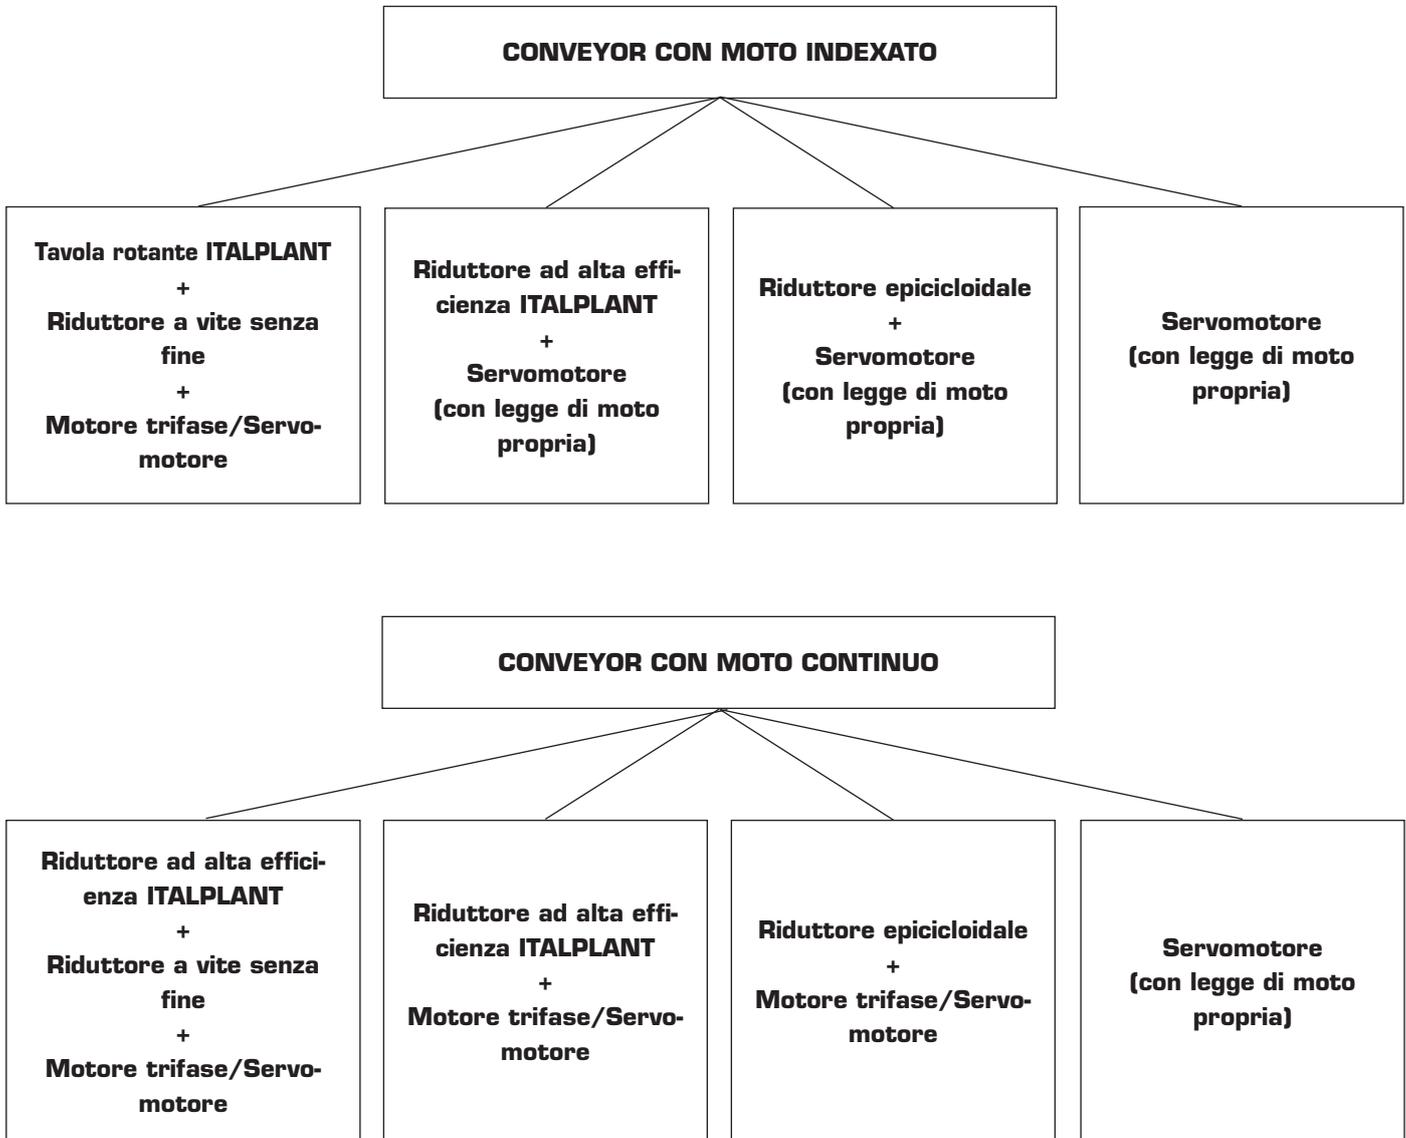 CONVEYOR CON MOTO INDEXATO
Tavola rotante ITALPLANT
+
Riduttore a vite senza
fine
+
Motore trifase/Servo-
motore
Riduttore ad alta effi-
cienza ITALPLANT
+
Servomotore
(con legge di moto
propria)
Riduttore epicicloidale
+
Servomotore
(con legge di moto
propria)
Servomotore
(con legge di moto
propria)
CONVEYOR CON MOTO CONTINUO
Riduttore ad alta effici-
enza ITALPLANT
+
Riduttore a vite senza
fine
+
Motore trifase/Servo-
motore
Riduttore ad alta effi-
cienza ITALPLANT
+
Motore trifase/Servo-
motore
Riduttore epicicloidale
+
Motore trifase/Servo-
motore
Servomotore
(con legge di moto
propria)